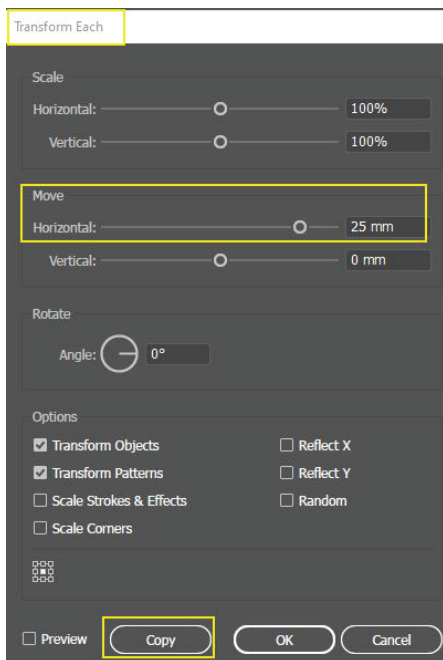 Transform Each
Scale
Horizontal: 100%
Vertical: 100%
Move
Horizontal: 25 mm
Vertical: 0 mm
Rotate
Angle: 0°
Options
Transform Objects Reflect X
Transform Patterns Reflect Y
Scale Strokes & Effects Random
Scale Corners
Preview Copy OK Cancel